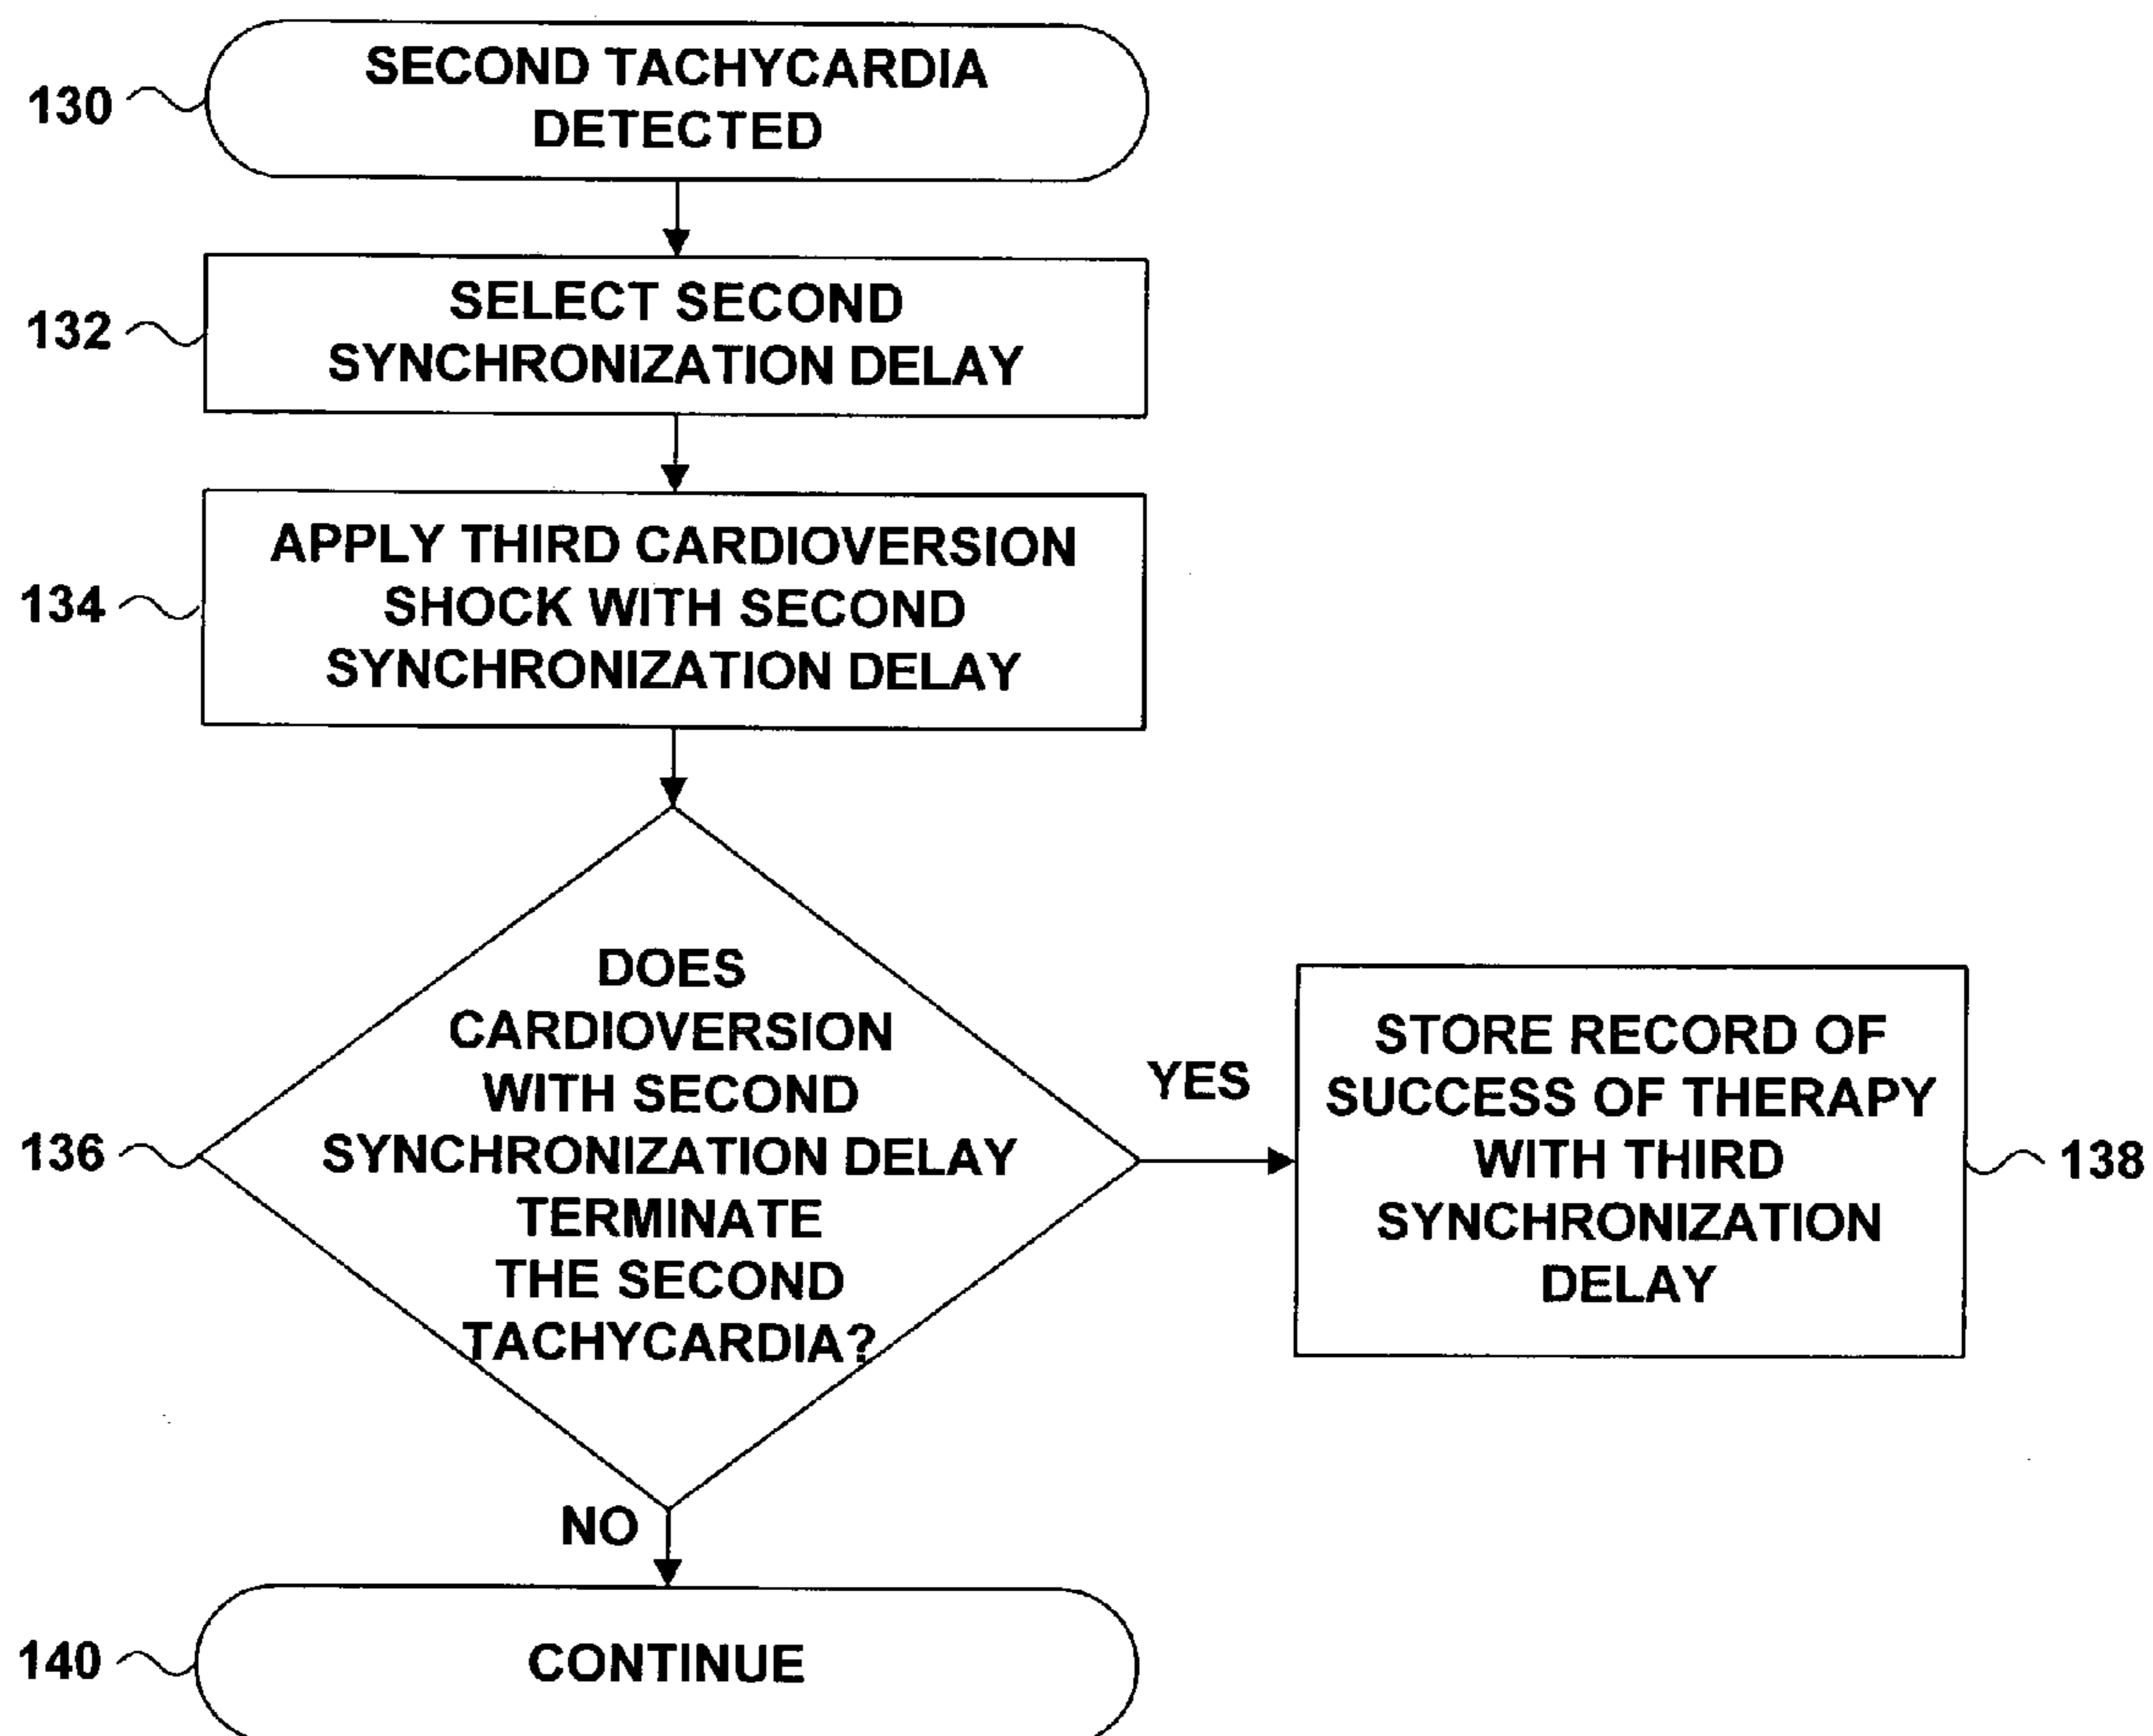 130
SECOND TACHYCARDIA
DETECTED
132
SELECT SECOND
SYNCHRONIZATION DELAY
134
APPLY THIRD CARDIOVERSION
SHOCK WITH SECOND
SYNCHRONIZATION DELAY
136
DOES
CARDIOVERSION
WITH SECOND
SYNCHRONIZATION DELAY
TERMINATE
THE SECOND
TACHYCARDIA?
YES
STORE RECORD OF
SUCCESS OF THERAPY
WITH THIRD
SYNCHRONIZATION
DELAY
138
NO
140
CONTINUE